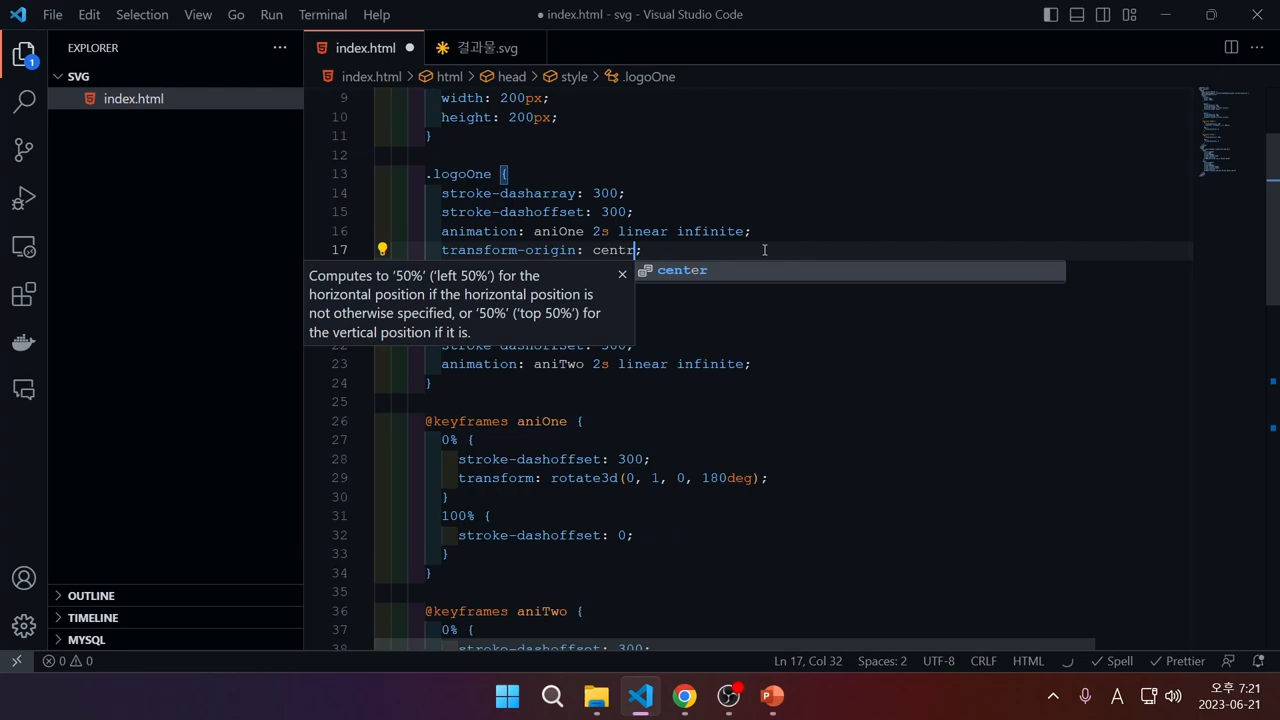 File Edit Selection View Go Run Terminal Help
● index.html - svg - Visual Studio Code
EXPLORER
SVG
index.html
OUTLINE
TIMELINE
MYSQL
1
index.html ●
결과물.svg
index.html > html > head > style > .logoOne
9 width: 200px;
10 height: 200px;
11 }
12
13 .logoOne {
14 stroke-dasharray: 300;
15 stroke-dashoffset: 300;
16 animation: aniOne 2s linear infinite;
17 transform-origin: centr;
center
Computes to ‘50%’ (‘left 50%’) for the
horizontal position if the horizontal position is
not otherwise specified, or ‘50%’ (‘top 50%’) for
the vertical position if it is.
stroke-dashoffset: 300;
23 animation: aniTwo 2s linear infinite;
24 }
25
26 @keyframes aniOne {
27 0% {
28 stroke-dashoffset: 300;
29 transform: rotate3d(0, 1, 0, 180deg);
30 }
31 100% {
32 stroke-dashoffset: 0;
33 }
34 }
35
36 @keyframes aniTwo {
37 0% {
38 stroke-dashoffset: 300;
0 0
Ln 17, Col 32 Spaces: 2 UTF-8 CRLF HTML Spell Prettier
A
오후 7:21
2023-06-21